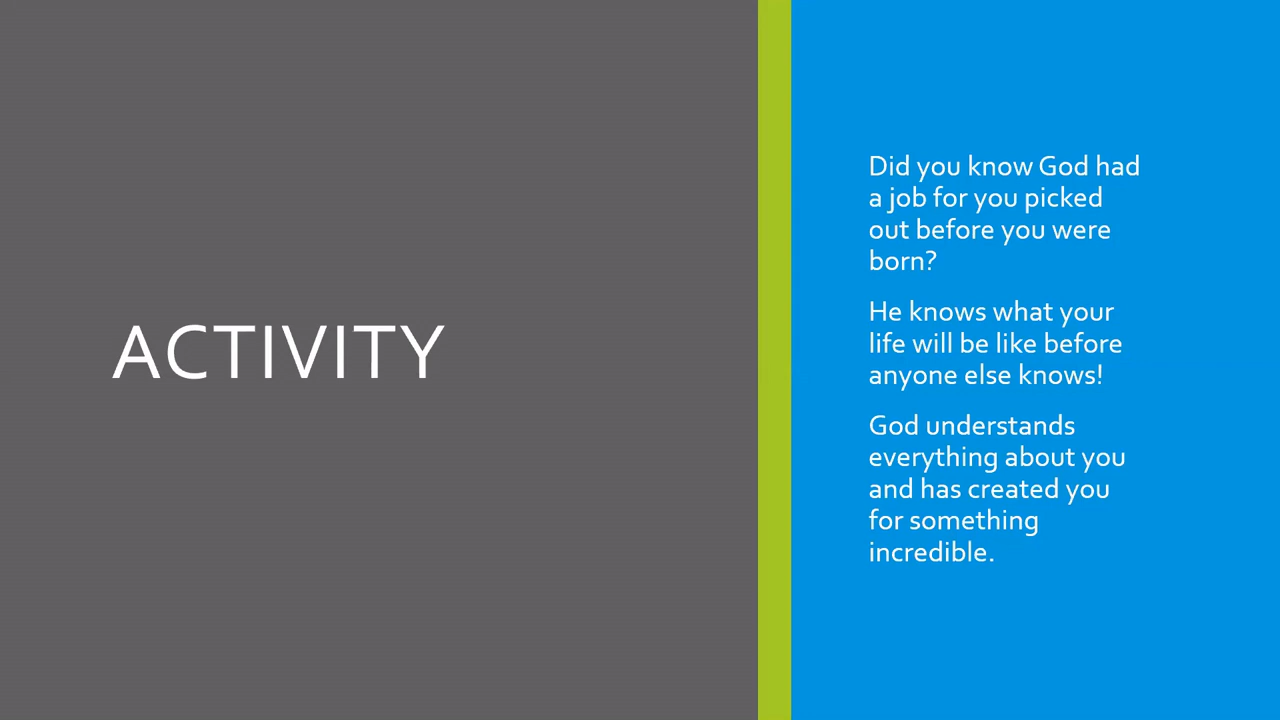 ACTIVITY
Did you know God had
a job for you picked
out before you were
born?
He knows what your
life will be like before
anyone else knows!
God understands
everything about you
and has created you
for something
incredible.